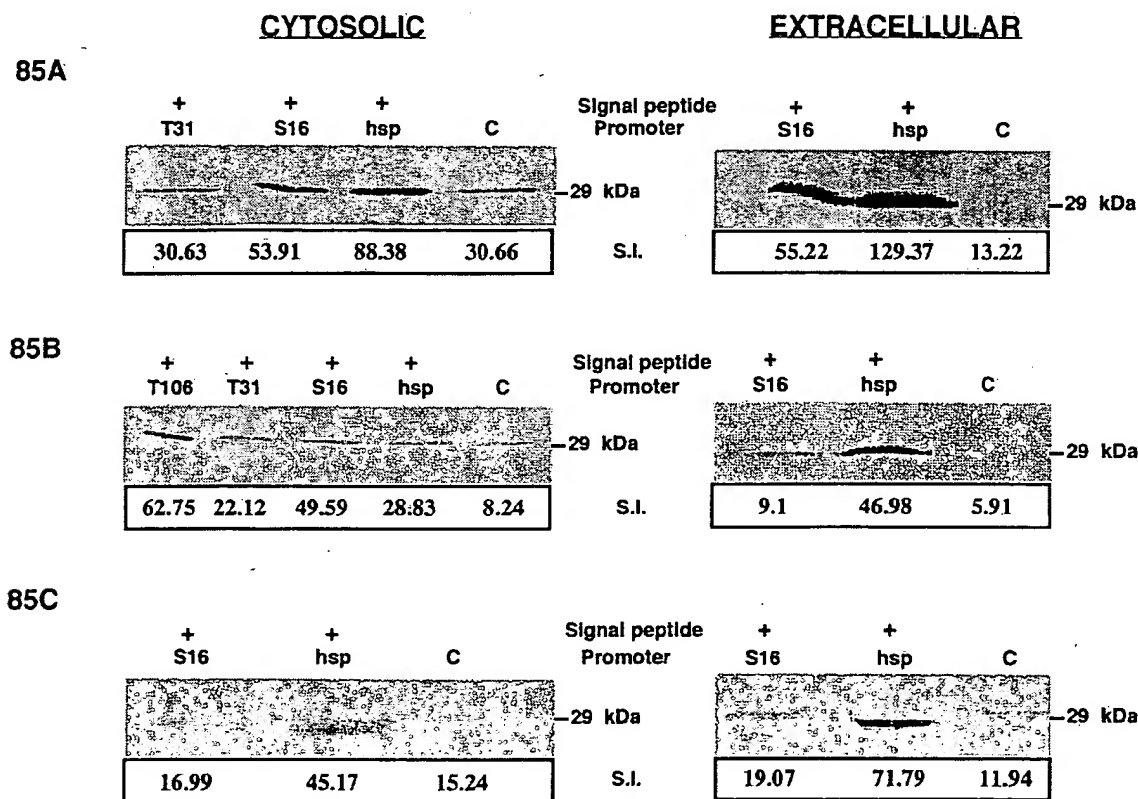 CYTOSOLIC EXTRACELLULAR
85A
+ + + Signal peptide + +
T31 S16 hsp C Promoter S16 hsp C
29 kDa 29 kDa
30.63 53.91 88.38 30.66 S.I. 55.22 129.37 13.22
85B
+ + + + Signal peptide + +
T106 T31 S16 hsp C Promoter S16 hsp C
29 kDa 29 kDa
62.75 22.12 49.59 28.83 8.24 S.I. 9.1 46.98 5.91
85C
+ + Signal peptide + +
S16 hsp C Promoter S16 hsp C
29 kDa 29 kDa
16.99 45.17 15.24 S.I. 19.07 71.79 11.94